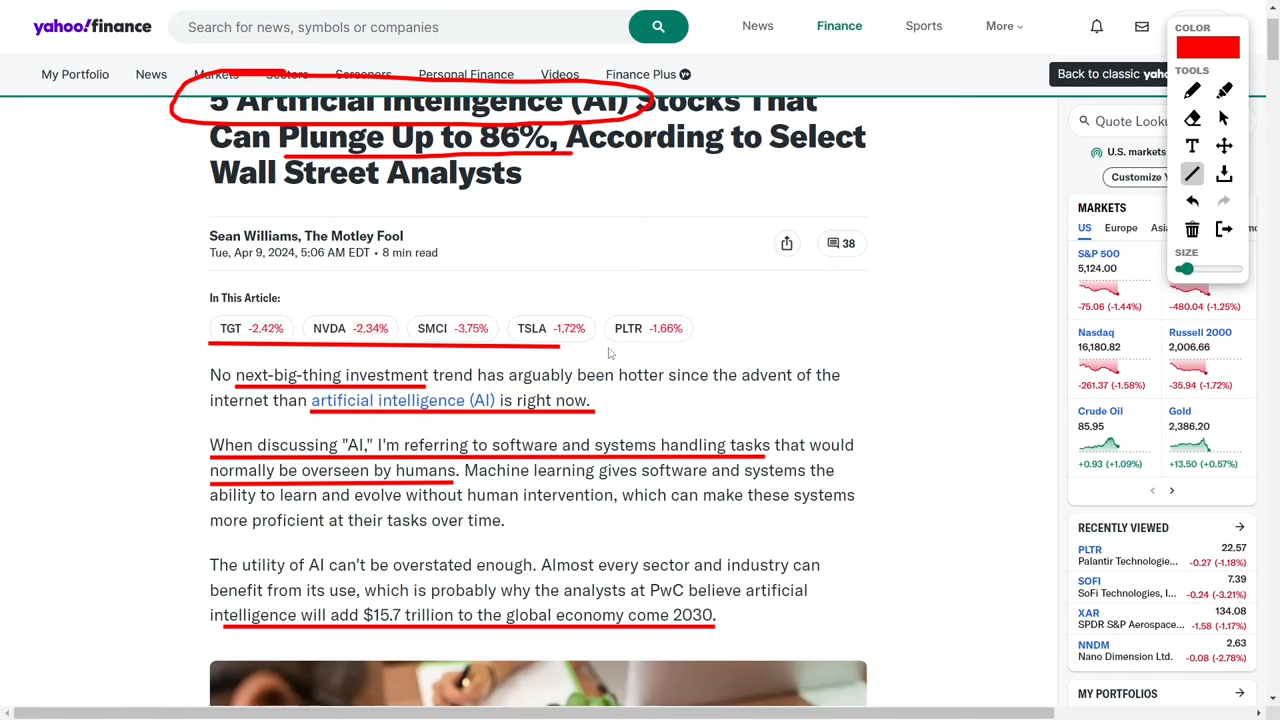 yahoo!finance
Search for news, symbols or companies
News
Finance
Sports
More
My Portfolio
News
Markets
Sectors
Screeners
Personal Finance
Videos
Finance Plus
Back to classic
5 Artificial Intelligence (AI) Stocks That
Can Plunge Up to 86%, According to Select
Wall Street Analysts
Sean Williams, The Motley Fool
Tue, Apr 9, 2024, 5:06 AM EDT • 8 min read
38
In This Article:
TGT -2.42%
NVDA -2.34%
SMCI -3.75%
TSLA -1.72%
PLTR -1.66%
No next-big-thing investment trend has arguably been hotter since the advent of the
internet than artificial intelligence (AI) is right now.
When discussing "AI," I'm referring to software and systems handling tasks that would
normally be overseen by humans. Machine learning gives software and systems the
ability to learn and evolve without human intervention, which can make these systems
more proficient at their tasks over time.
The utility of AI can't be overstated enough. Almost every sector and industry can
benefit from its use, which is probably why the analysts at PwC believe artificial
intelligence will add $15.7 trillion to the global economy come 2030.
COLOR
TOOLS
T
SIZE
Quote
U.S. markets
Customize
MARKETS
US
Europe
S&P 500
5,124.00
-75.06 (-1.44%)
-480.04 (-1.25%)
Nasdaq
16,180.82
-261.37 (-1.58%)
Russell 2000
2,006.66
-35.94 (-1.72%)
Crude Oil
85.95
+0.93 (+1.09%)
Gold
2,386.20
+13.50 (+0.57%)
RECENTLY VIEWED
PLTR 22.57
Palantir Technologie... -0.27 (-1.18%)
SOFI 7.39
SoFi Technologies, I... -0.24 (-3.21%)
XAR 134.08
SPDR S&P Aerospace... -1.58 (-1.17%)
NNDM 2.63
Nano Dimension Ltd. -0.08 (-2.78%)
MY PORTFOLIOS